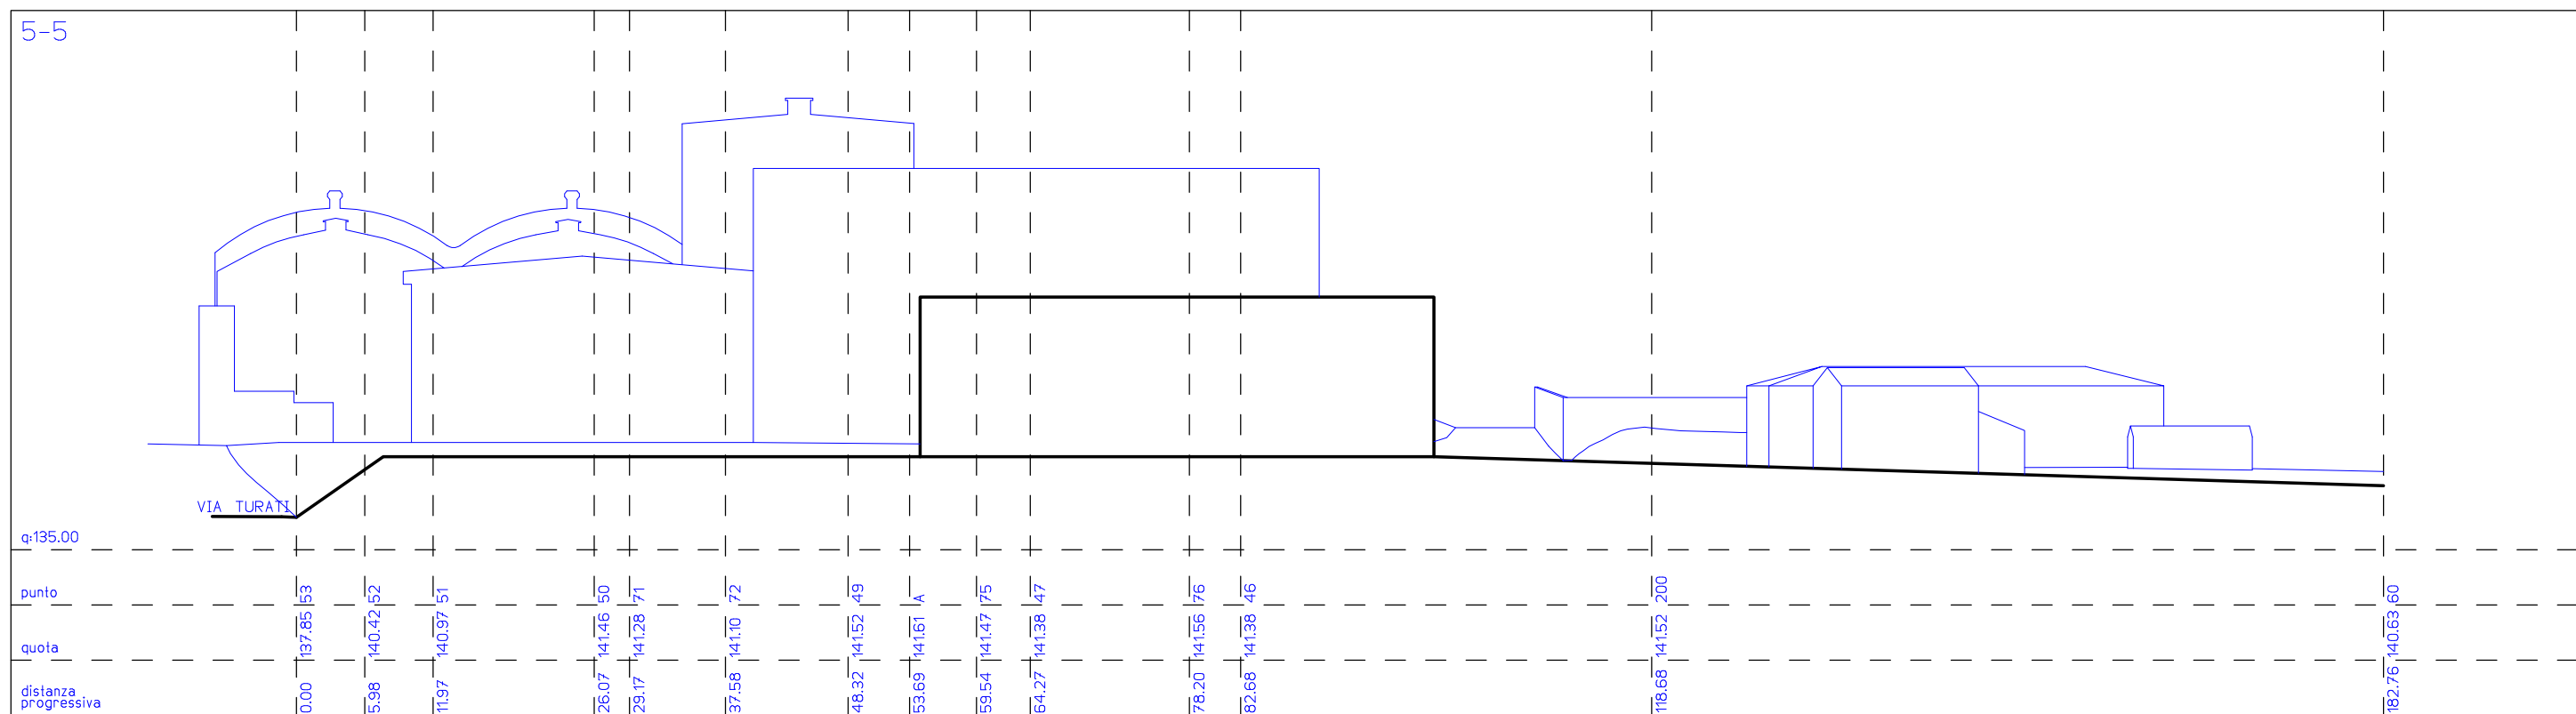 5-5
VIA TURATI
q:135.00
punto
53 52 51 50 71 72 49 A 75 47 76 46 200 60
quota
137.85 140.42 140.97 141.46 141.28 141.10 141.52 141.61 141.47 141.38 141.56 141.38 141.52 140.63
distanza
progressiva
0.00 5.98 11.97 26.07 29.17 37.58 48.32 53.69 59.54 64.27 78.20 82.68 118.68 182.76